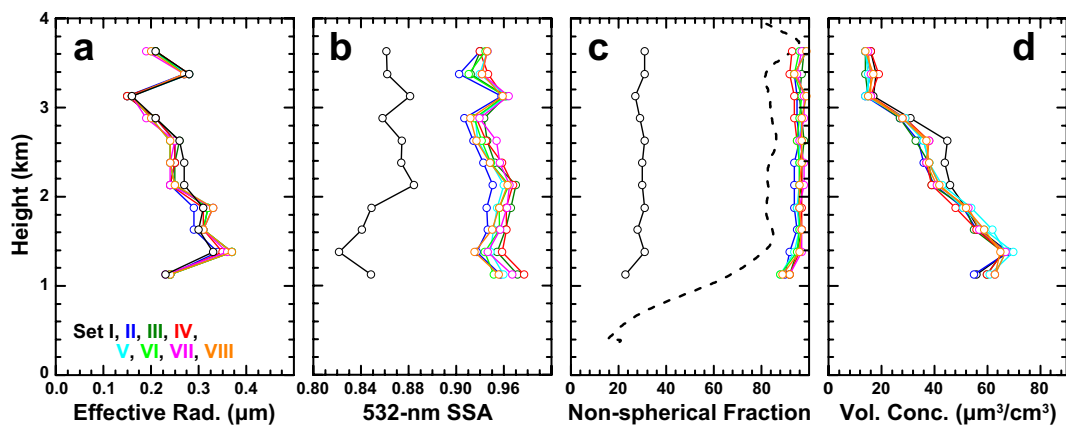 a b c d
4
3
2
1
0
Height (km)
Set I, II, III, IV,
V, VI, VII, VIII
0.0 0.1 0.2 0.3 0.4
0.80 0.84 0.88 0.90 0.96
20 40 60 80
0 20 40 60 80
Effective Rad. (µm)
532-nm SSA
Non-spherical Fraction
Vol. Conc. (µm³/cm³)